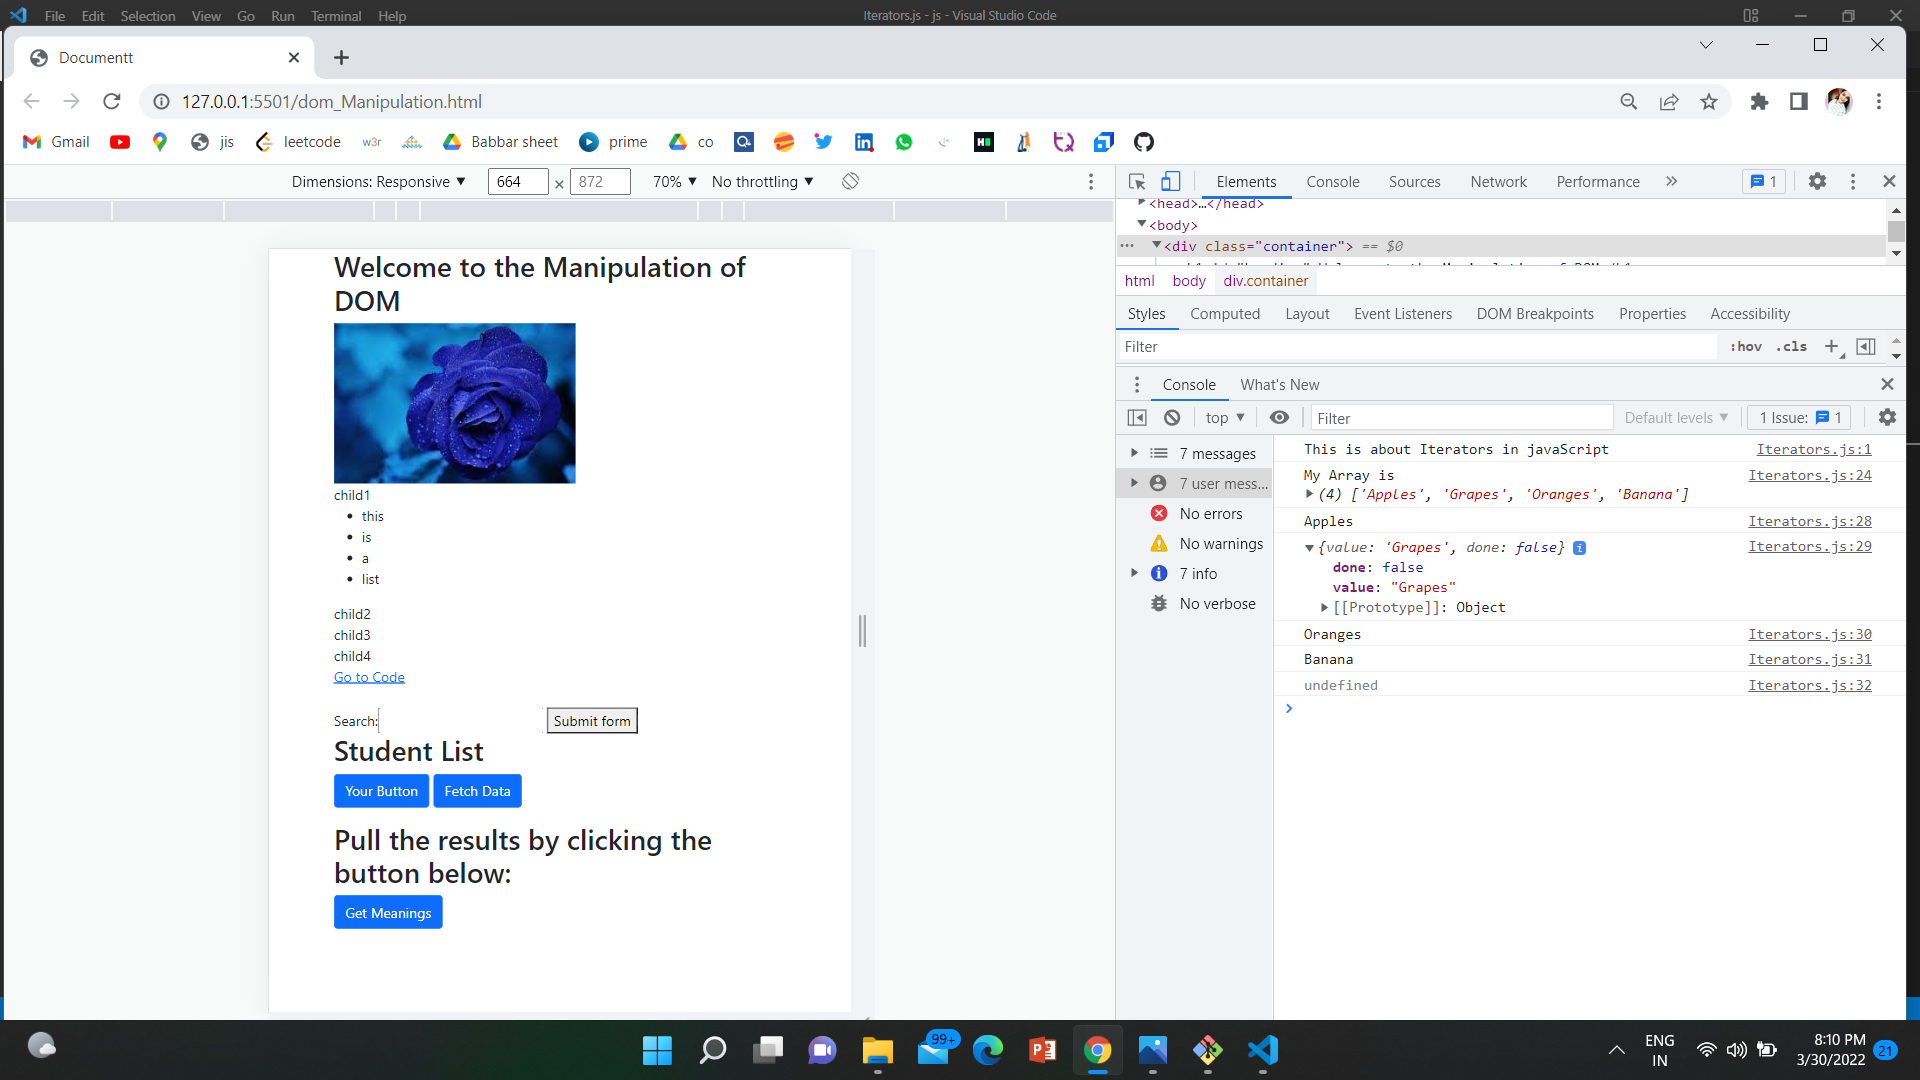 File Edit Selection View Go Run Terminal Help
Iterators.js - js - Visual Studio Code
Documentt
127.0.0.1:5501/dom_Manipulation.html
Gmail jis leetcode w3r Babbar sheet prime co
Dimensions: Responsive 664 × 872 70% No throttling
Elements Console Sources Network Performance » 1
<head>…</head>
<body>
<div class="container"> == $0
html body div.container
Styles Computed Layout Event Listeners DOM Breakpoints Properties Accessibility
Filter :hov .cls
Console What's New
top Filter Default levels 1 Issue: 1
7 messages
7 user mess...
No errors
No warnings
7 info
No verbose
This is about Iterators in javaScript Iterators.js:1
My Array is Iterators.js:24
(4) ['Apples', 'Grapes', 'Oranges', 'Banana']
Apples Iterators.js:28
{value: 'Grapes', done: false} Iterators.js:29
done: false
value: "Grapes"
[[Prototype]]: Object
Oranges Iterators.js:30
Banana Iterators.js:31
undefined Iterators.js:32
Welcome to the Manipulation of
DOM
child1
this
is
a
list
child2
child3
child4
Go to Code
Search: Submit form
Student List
Your Button Fetch Data
Pull the results by clicking the
button below:
Get Meanings
99+
ENG
IN
8:10 PM
3/30/2022
21